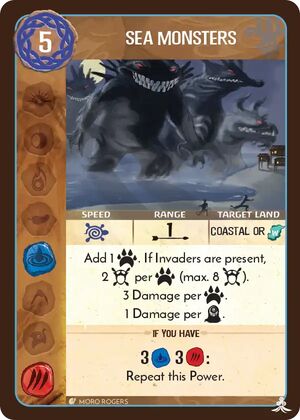 5 SEA MONSTERS
SPEED RANGE TARGET LAND
1 COASTAL OR W
Add 1 . If Invaders are present,
2 per (max. 8 ).
3 Damage per .
1 Damage per .
IF YOU HAVE
3 3 :
Repeat this Power.
MORO ROGERS